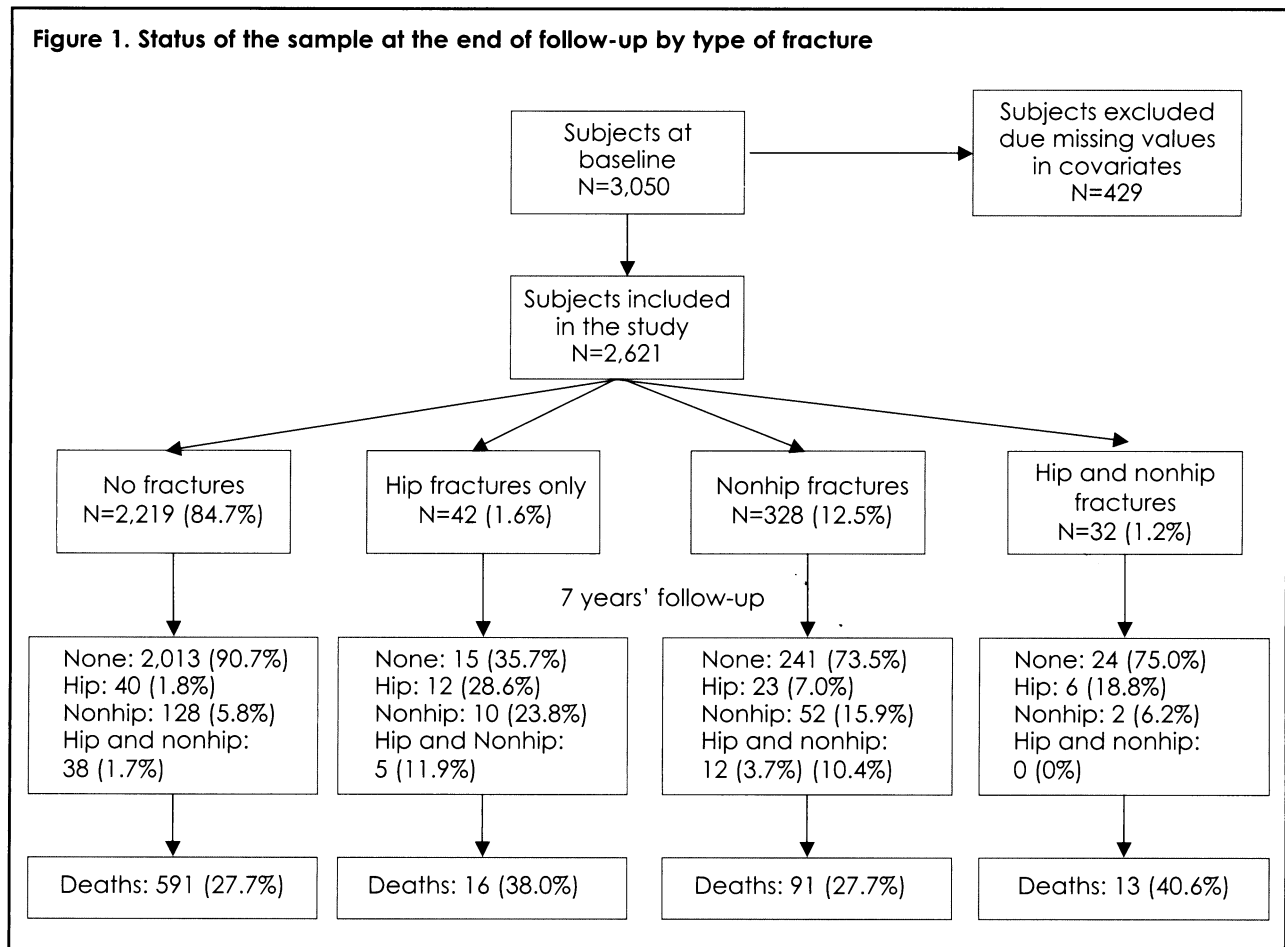 Figure 1. Status of the sample at the end of follow-up by type of fracture
Subjects at
baseline
N=3,050
Subjects excluded
due missing values
in covariates
N=429
Subjects included
in the study
N=2,621
No fractures
N=2,219 (84.7%)
Hip fractures only
N=42 (1.6%)
Nonhip fractures
N=328 (12.5%)
Hip and nonhip
fractures
N=32 (1.2%)
7 years' follow-up
None: 2,013 (90.7%)
Hip: 40 (1.8%)
Nonhip: 128 (5.8%)
Hip and nonhip:
38 (1.7%)
None: 15 (35.7%)
Hip: 12 (28.6%)
Nonhip: 10 (23.8%)
Hip and Nonhip:
5 (11.9%)
None: 241 (73.5%)
Hip: 23 (7.0%)
Nonhip: 52 (15.9%)
Hip and nonhip:
12 (3.7%) (10.4%)
None: 24 (75.0%)
Hip: 6 (18.8%)
Nonhip: 2 (6.2%)
Hip and nonhip:
0 (0%)
Deaths: 591 (27.7%)
Deaths: 16 (38.0%)
Deaths: 91 (27.7%)
Deaths: 13 (40.6%)